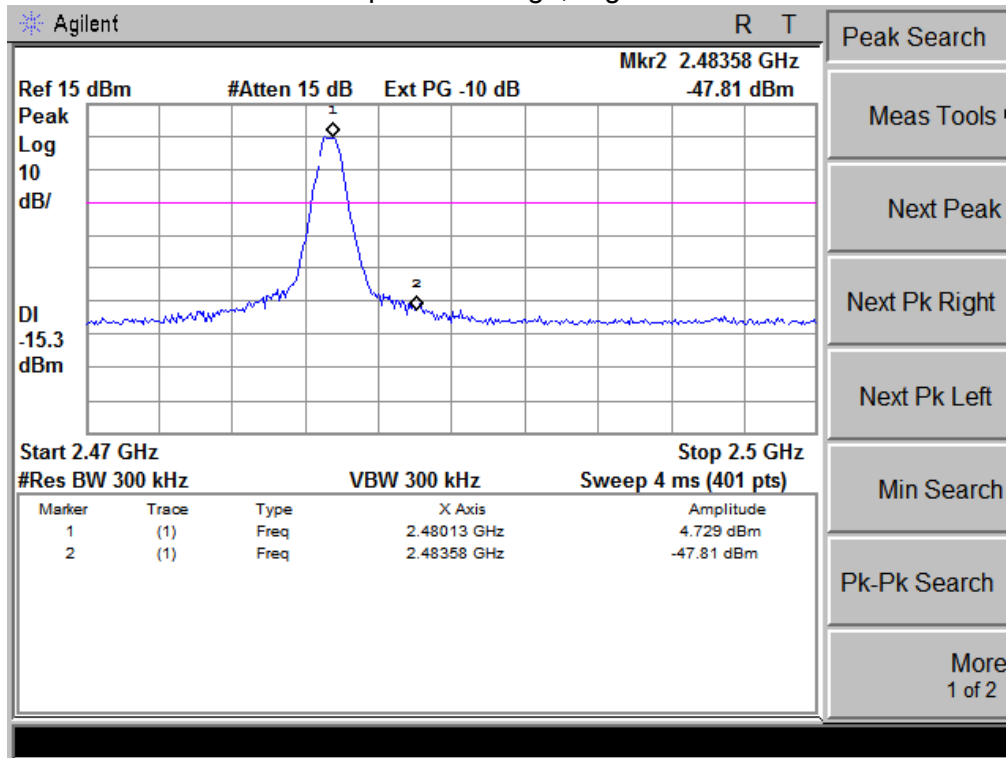 Agilent R T
Mkr2 2.48358 GHz
Ref 15 dBm #Atten 15 dB Ext PG -10 dB -47.81 dBm
Peak
Log
10
dB/
1
2
DI
-15.3
dBm
Start 2.47 GHz Stop 2.5 GHz
#Res BW 300 kHz VBW 300 kHz Sweep 4 ms (401 pts)
Marker Trace Type X Axis Amplitude
1 (1) Freq 2.48013 GHz 4.729 dBm
2 (1) Freq 2.48358 GHz -47.81 dBm
Peak Search
Meas Tools
Next Peak
Next Pk Right
Next Pk Left
Min Search
Pk-Pk Search
More
1 of 2